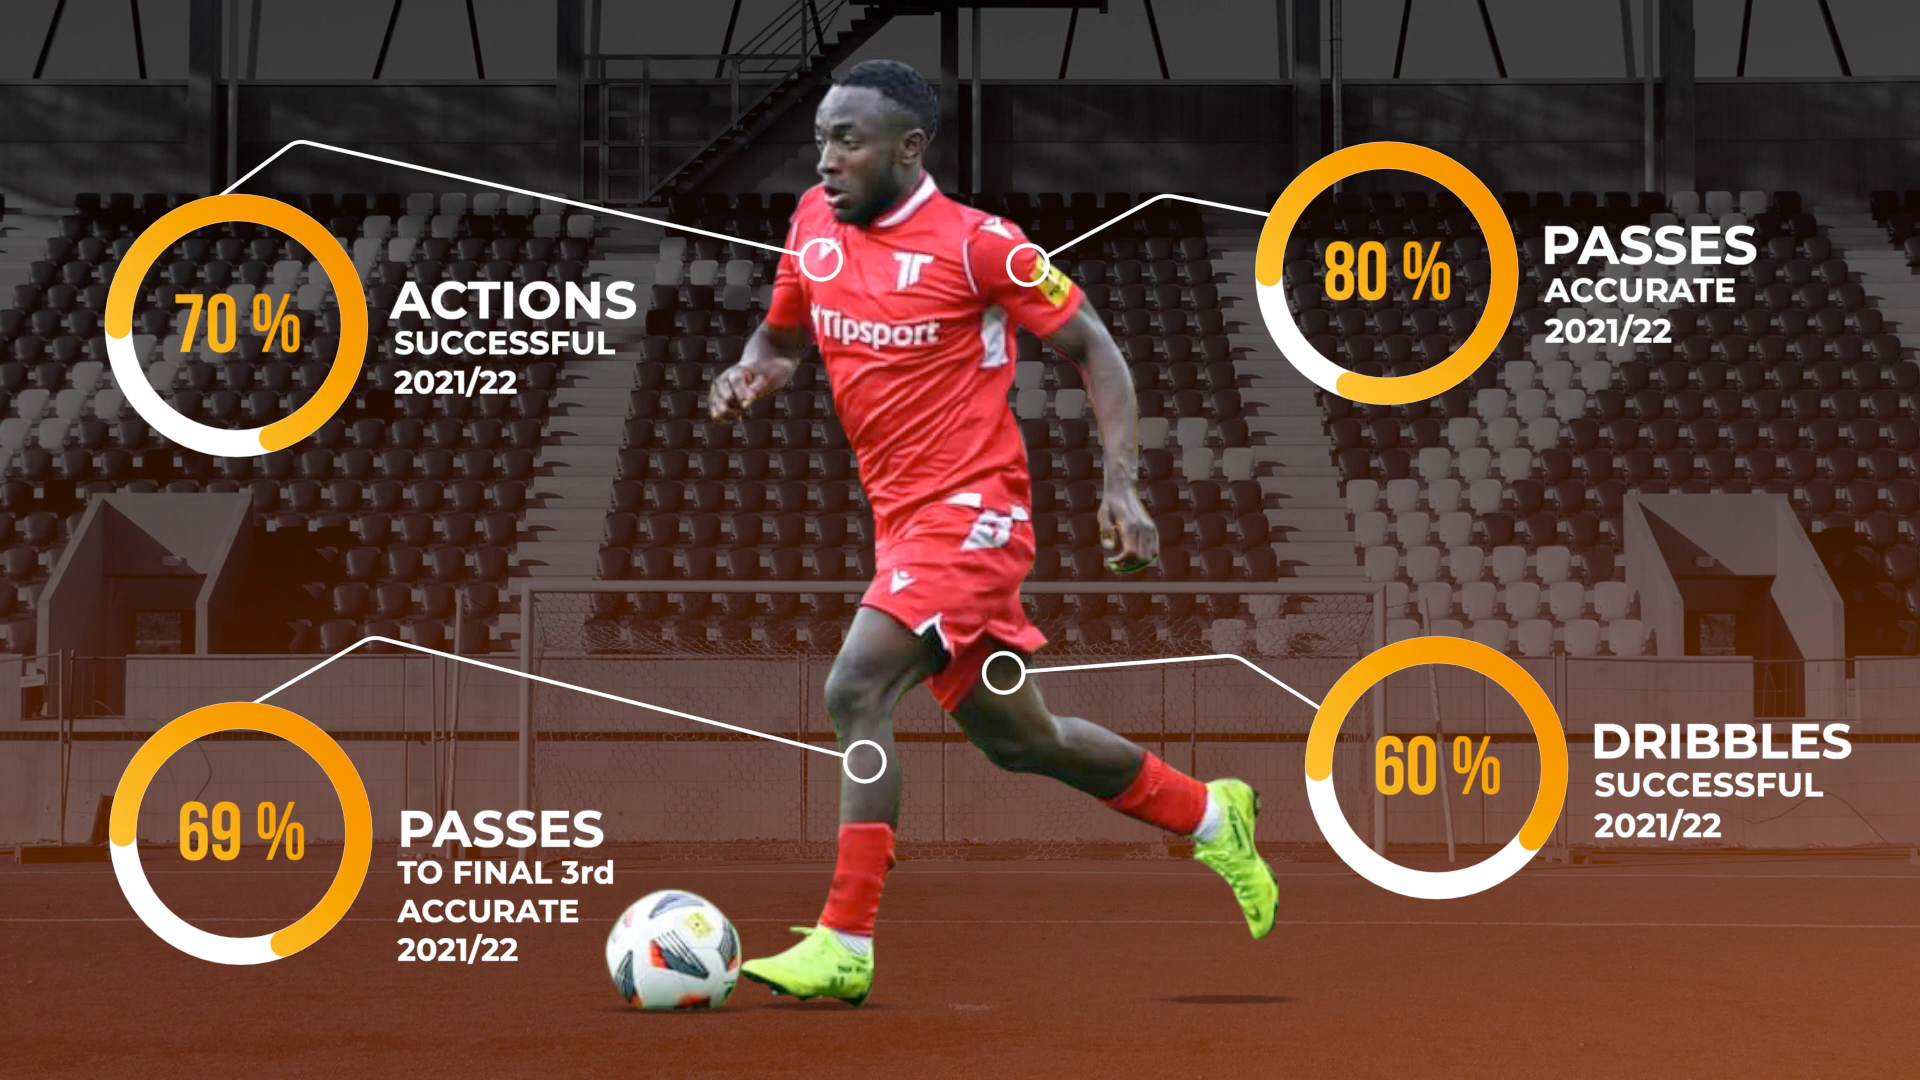 70 %
ACTIONS
SUCCESSFUL
2021/22
80 %
PASSES
ACCURATE
2021/22
Tipsport
69 %
PASSES
TO FINAL 3rd
ACCURATE
2021/22
60 %
DRIBBLES
SUCCESSFUL
2021/22